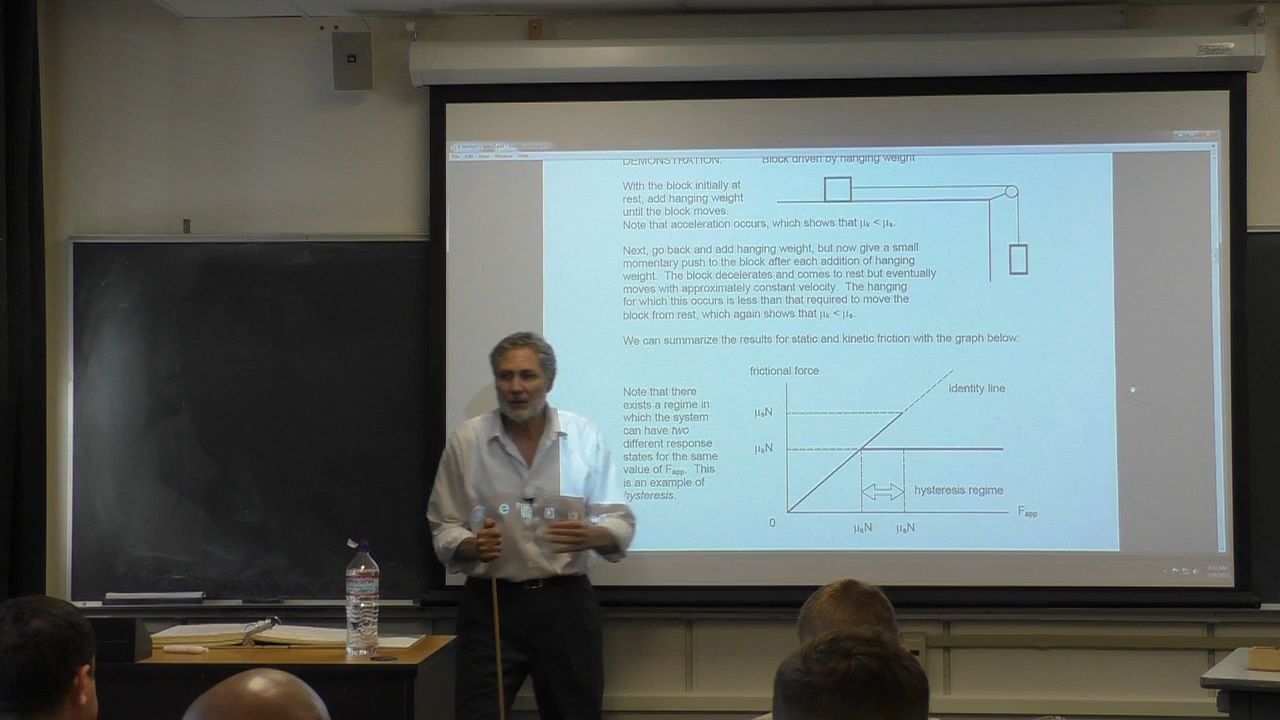 File Edit View Window Help
DEMONSTRATION: Block driven by hanging weight
With the block initially at
rest, add hanging weight
until the block moves.
Note that acceleration occurs, which shows that μk < μs.
Next, go back and add hanging weight, but now give a small
momentary push to the block after each addition of hanging
weight. The block decelerates and comes to rest but eventually
moves with approximately constant velocity. The hanging
for which this occurs is less than that required to move the
block from rest, which again shows that μk < μs.
We can summarize the results for static and kinetic friction with the graph below:
Note that there
exists a regime in
which the system
can have two
different response
states for the same
value of Fapp. This
is an example of
hysteresis.
frictional force
identity line
μsN
μkN
hysteresis regime
0
μkN
μsN
Fapp